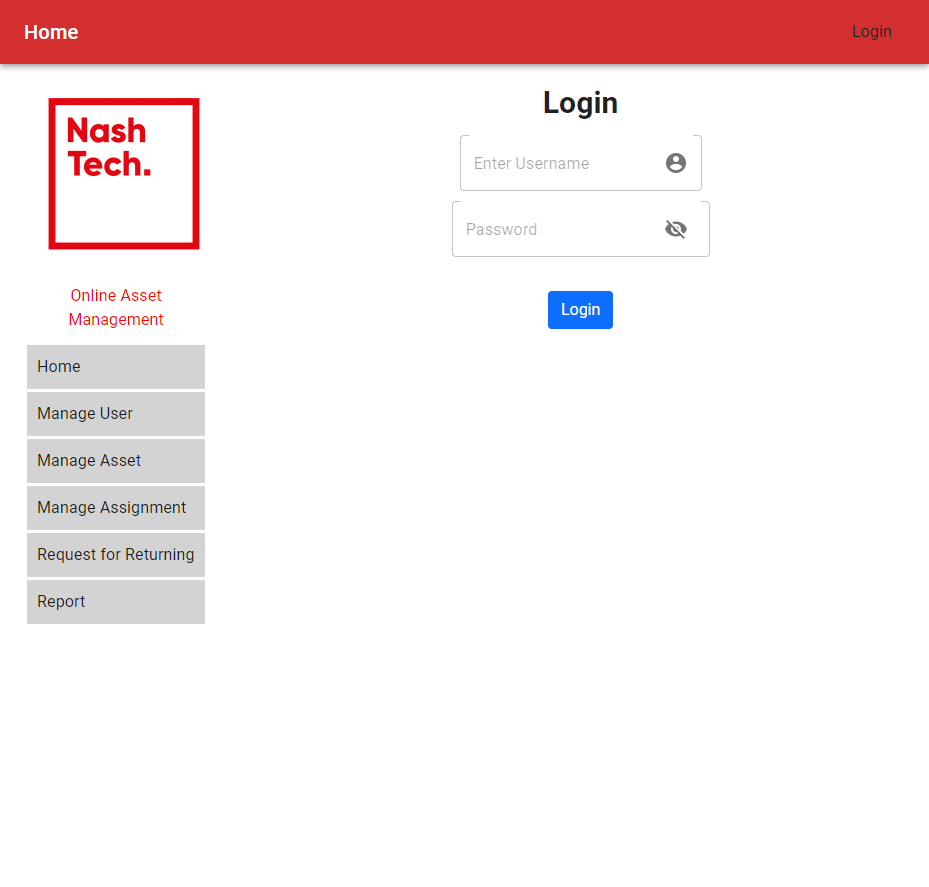 Home
Login
Nash
Tech.
Online Asset
Management
Home
Manage User
Manage Asset
Manage Assignment
Request for Returning
Report
Login
Enter Username
Password
Login